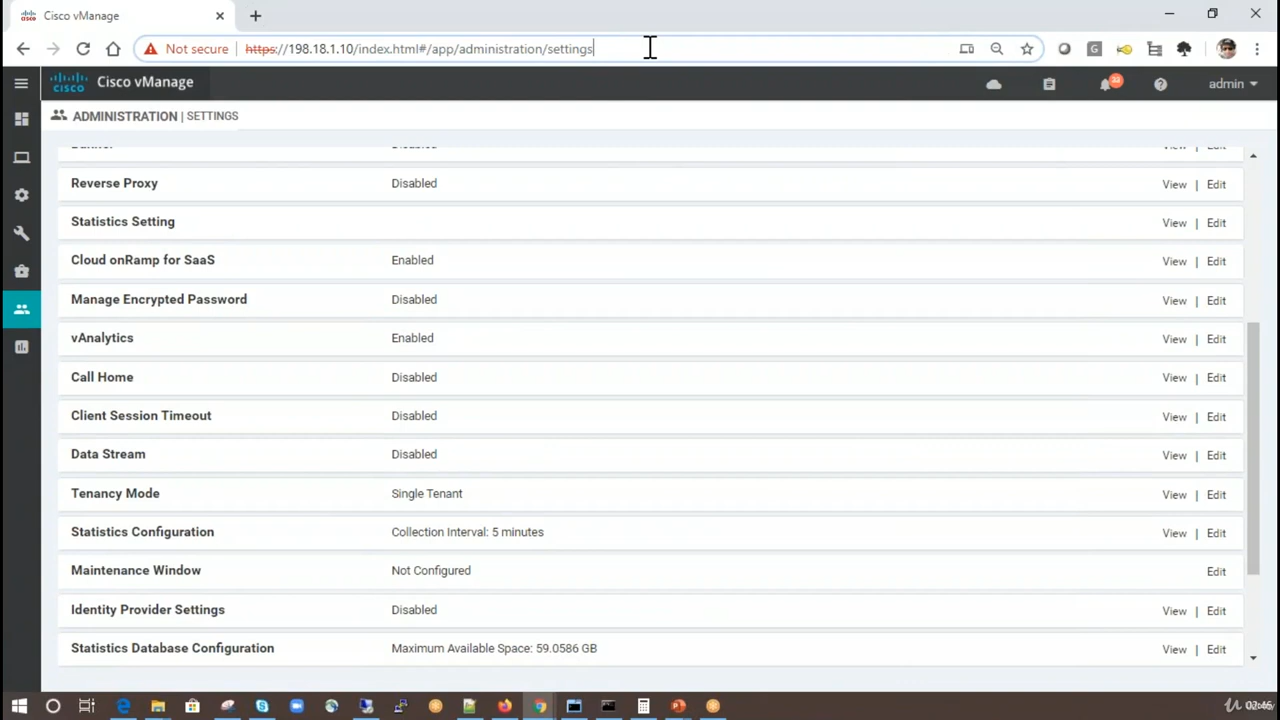 Cisco vManage
Not secure | https://198.18.1.10/index.html#/app/administration/settings
cisco Cisco vManage
33
admin
ADMINISTRATION | SETTINGS
Reverse Proxy Disabled View | Edit
Statistics Setting View | Edit
Cloud onRamp for SaaS Enabled View | Edit
Manage Encrypted Password Disabled View | Edit
vAnalytics Enabled View | Edit
Call Home Disabled View | Edit
Client Session Timeout Disabled View | Edit
Data Stream Disabled View | Edit
Tenancy Mode Single Tenant View | Edit
Statistics Configuration Collection Interval: 5 minutes View | Edit
Maintenance Window Not Configured Edit
Identity Provider Settings Disabled View | Edit
Statistics Database Configuration Maximum Available Space: 59.0586 GB View | Edit